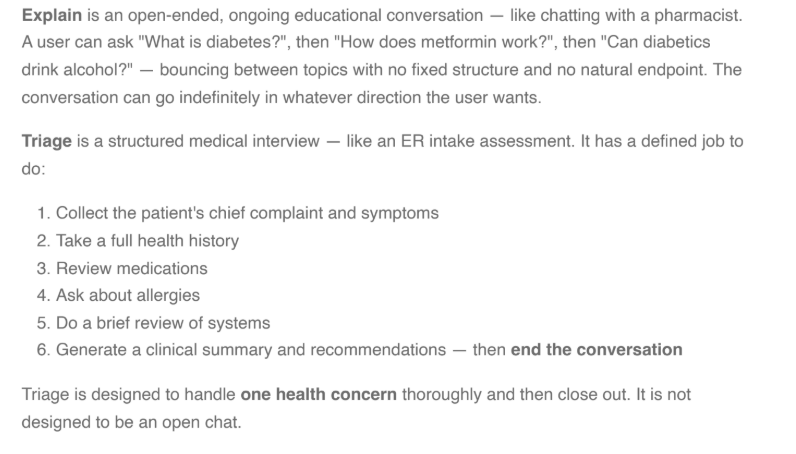 Explain is an open-ended, ongoing educational conversation — like chatting with a pharmacist.
A user can ask "What is diabetes?", then "How does metformin work?", then "Can diabetics
drink alcohol?" — bouncing between topics with no fixed structure and no natural endpoint. The
conversation can go indefinitely in whatever direction the user wants.
Triage is a structured medical interview — like an ER intake assessment. It has a defined job to
do:
1. Collect the patient's chief complaint and symptoms
2. Take a full health history
3. Review medications
4. Ask about allergies
5. Do a brief review of systems
6. Generate a clinical summary and recommendations — then end the conversation
Triage is designed to handle one health concern thoroughly and then close out. It is not
designed to be an open chat.